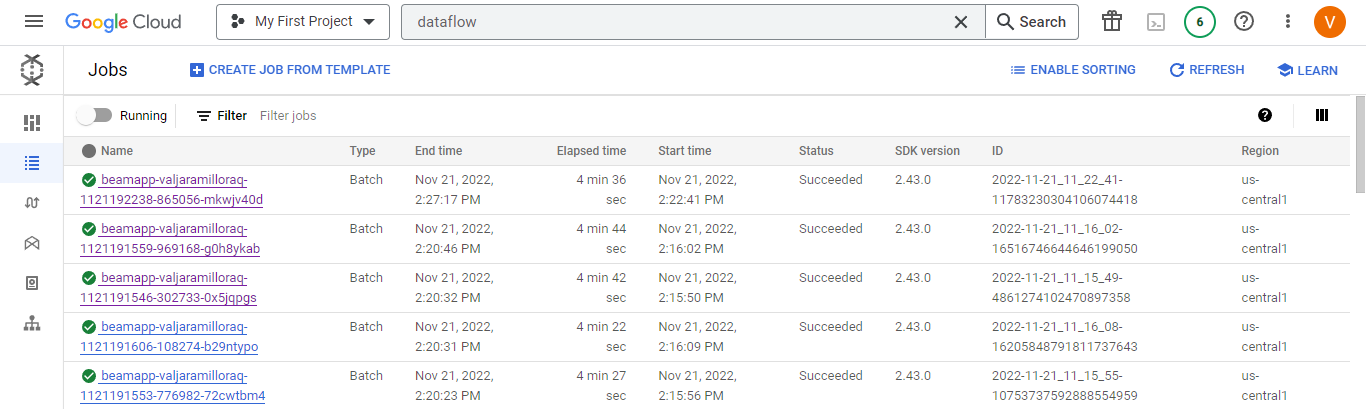 Google Cloud My First Project dataflow Search 6 V
Jobs CREATE JOB FROM TEMPLATE ENABLE SORTING REFRESH LEARN
Running Filter Filter jobs
Name Type End time Elapsed time Start time Status SDK version ID Region
beamapp-valjaramilloraq- Batch Nov 21, 2022, 4 min 36 Nov 21, 2022, Succeeded 2.43.0 2022-11-21_11_22_41- us-
1121192238-865056-mkwjv40d 2:27:17 PM sec 2:22:41 PM 11783230304106074418 central1
beamapp-valjaramilloraq- Batch Nov 21, 2022, 4 min 44 Nov 21, 2022, Succeeded 2.43.0 2022-11-21_11_16_02- us-
1121191559-969168-g0h8ykab 2:20:46 PM sec 2:16:02 PM 16516746644646199050 central1
beamapp-valjaramilloraq- Batch Nov 21, 2022, 4 min 42 Nov 21, 2022, Succeeded 2.43.0 2022-11-21_11_15_49- us-
1121191546-302733-0x5jqpgs 2:20:32 PM sec 2:15:50 PM 4861274102470897358 central1
beamapp-valjaramilloraq- Batch Nov 21, 2022, 4 min 22 Nov 21, 2022, Succeeded 2.43.0 2022-11-21_11_16_08- us-
1121191606-108274-b29ntypo 2:20:31 PM sec 2:16:09 PM 16205848791811737643 central1
beamapp-valjaramilloraq- Batch Nov 21, 2022, 4 min 27 Nov 21, 2022, Succeeded 2.43.0 2022-11-21_11_15_55- us-
1121191553-776982-72cwtbm4 2:20:23 PM sec 2:15:56 PM 10753737592888554959 central1